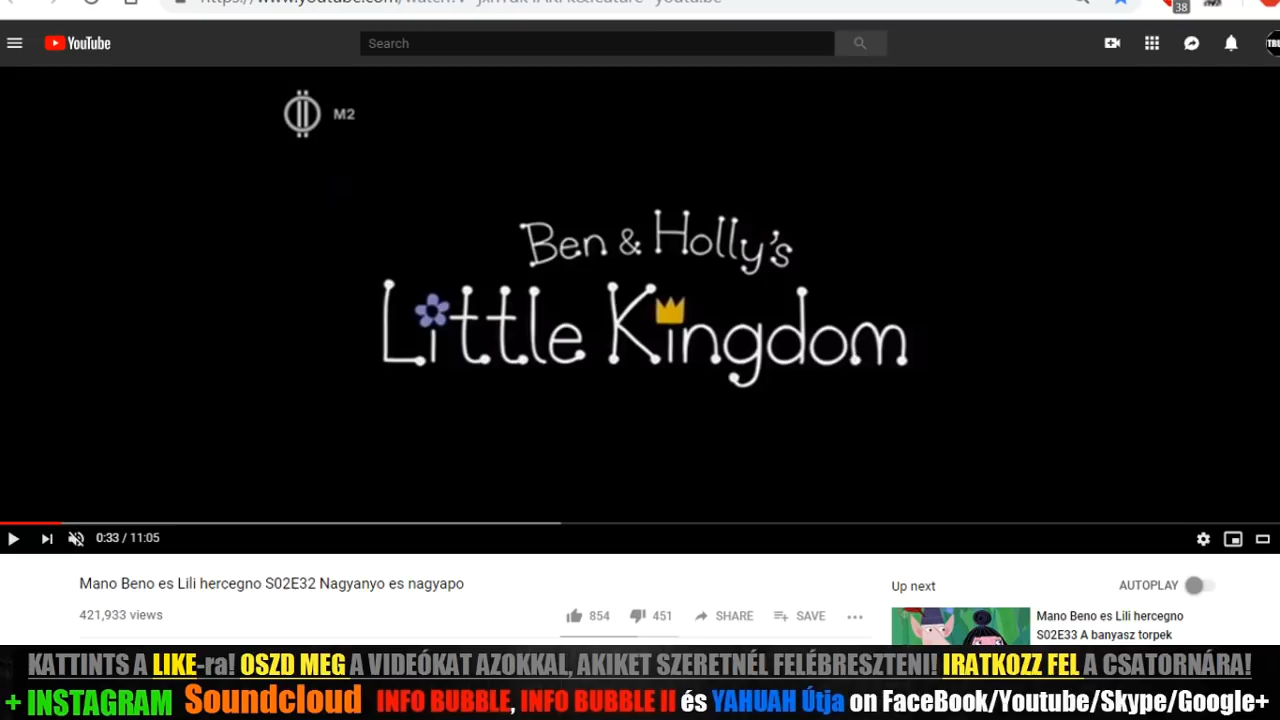 38
YouTube
Search
TRU
M2
Ben & Holly's
Little Kingdom
0:33 / 11:05
Mano Beno es Lili hercegno S02E32 Nagyanyo es nagyapo
421,933 views
854
451
SHARE
SAVE
Up next
AUTOPLAY
Mano Beno es Lili hercegno
S02E33 A banyasz torpek
KATTINTS A LIKE-ra! OSZD MEG A VIDEÓKAT AZOKKAL, AKIKET SZERETNÉL FELÉBRESZTENI! IRATKOZZ FEL A CSATORNÁRA!
+ INSTAGRAM Soundcloud INFO BUBBLE, INFO BUBBLE II és YAHUAH Útja on FaceBook/Youtube/Skype/Google+